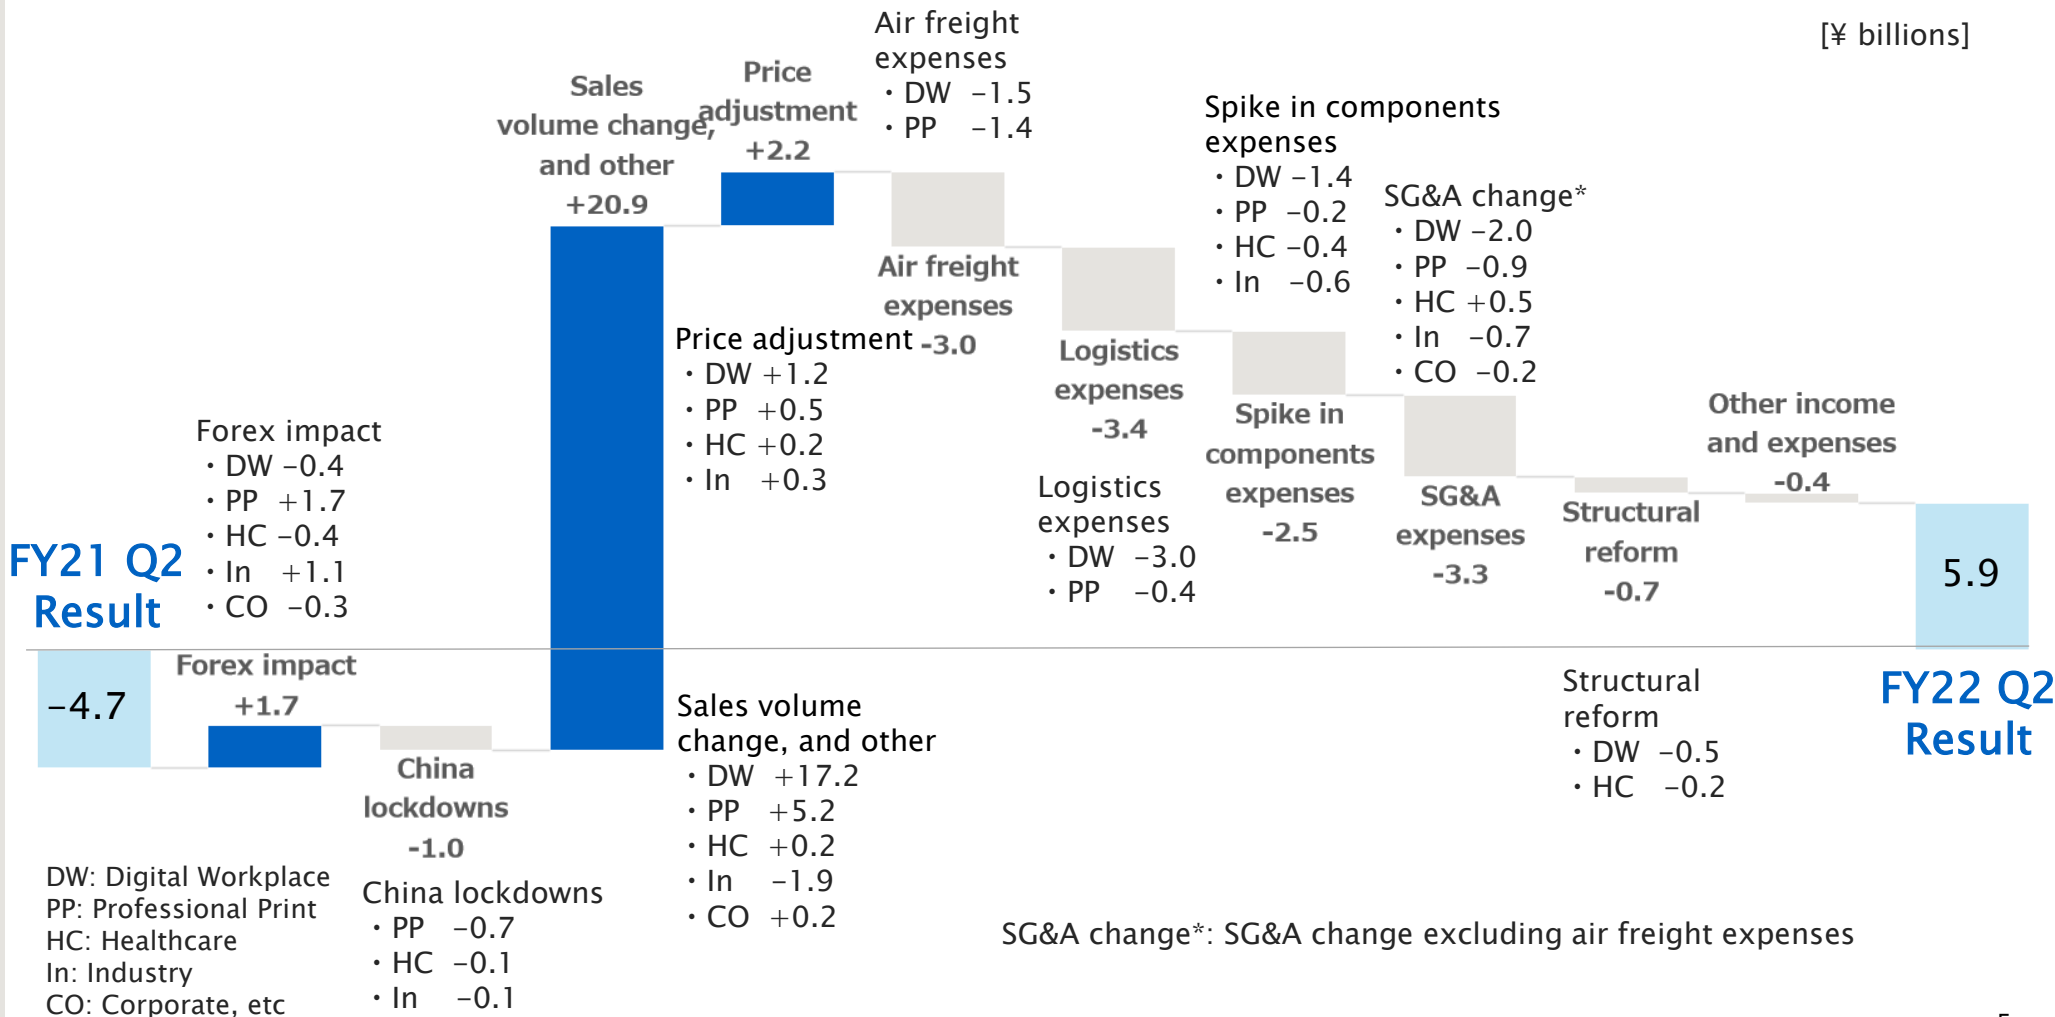 [¥ billions]
FY21 Q2
Result
−4.7
Forex impact
・DW −0.4
・PP +1.7
・HC −0.4
・In +1.1
・CO −0.3
Forex impact
+1.7
China
lockdowns
-1.0
China lockdowns
・PP −0.7
・HC −0.1
・In −0.1
Sales
volume change,
and other
+20.9
Sales volume
change, and other
・DW +17.2
・PP +5.2
・HC +0.2
・In −1.9
・CO +0.2
Price
adjustment
+2.2
Price adjustment
・DW +1.2
・PP +0.5
・HC +0.2
・In +0.3
Air freight
expenses
・DW −1.5
・PP −1.4
Air freight
expenses
-3.0
Logistics
expenses
-3.4
Logistics
expenses
・DW −3.0
・PP −0.4
Spike in components
expenses
・DW −1.4
・PP −0.2
・HC −0.4
・In −0.6
Spike in
components
expenses
-2.5
SG&A change*
・DW −2.0
・PP −0.9
・HC +0.5
・In −0.7
・CO −0.2
SG&A
expenses
-3.3
Structural
reform
-0.7
Structural
reform
・DW −0.5
・HC −0.2
Other income
and expenses
-0.4
5.9
FY22 Q2
Result
DW: Digital Workplace
PP: Professional Print
HC: Healthcare
In: Industry
CO: Corporate, etc
SG&A change*: SG&A change excluding air freight expenses